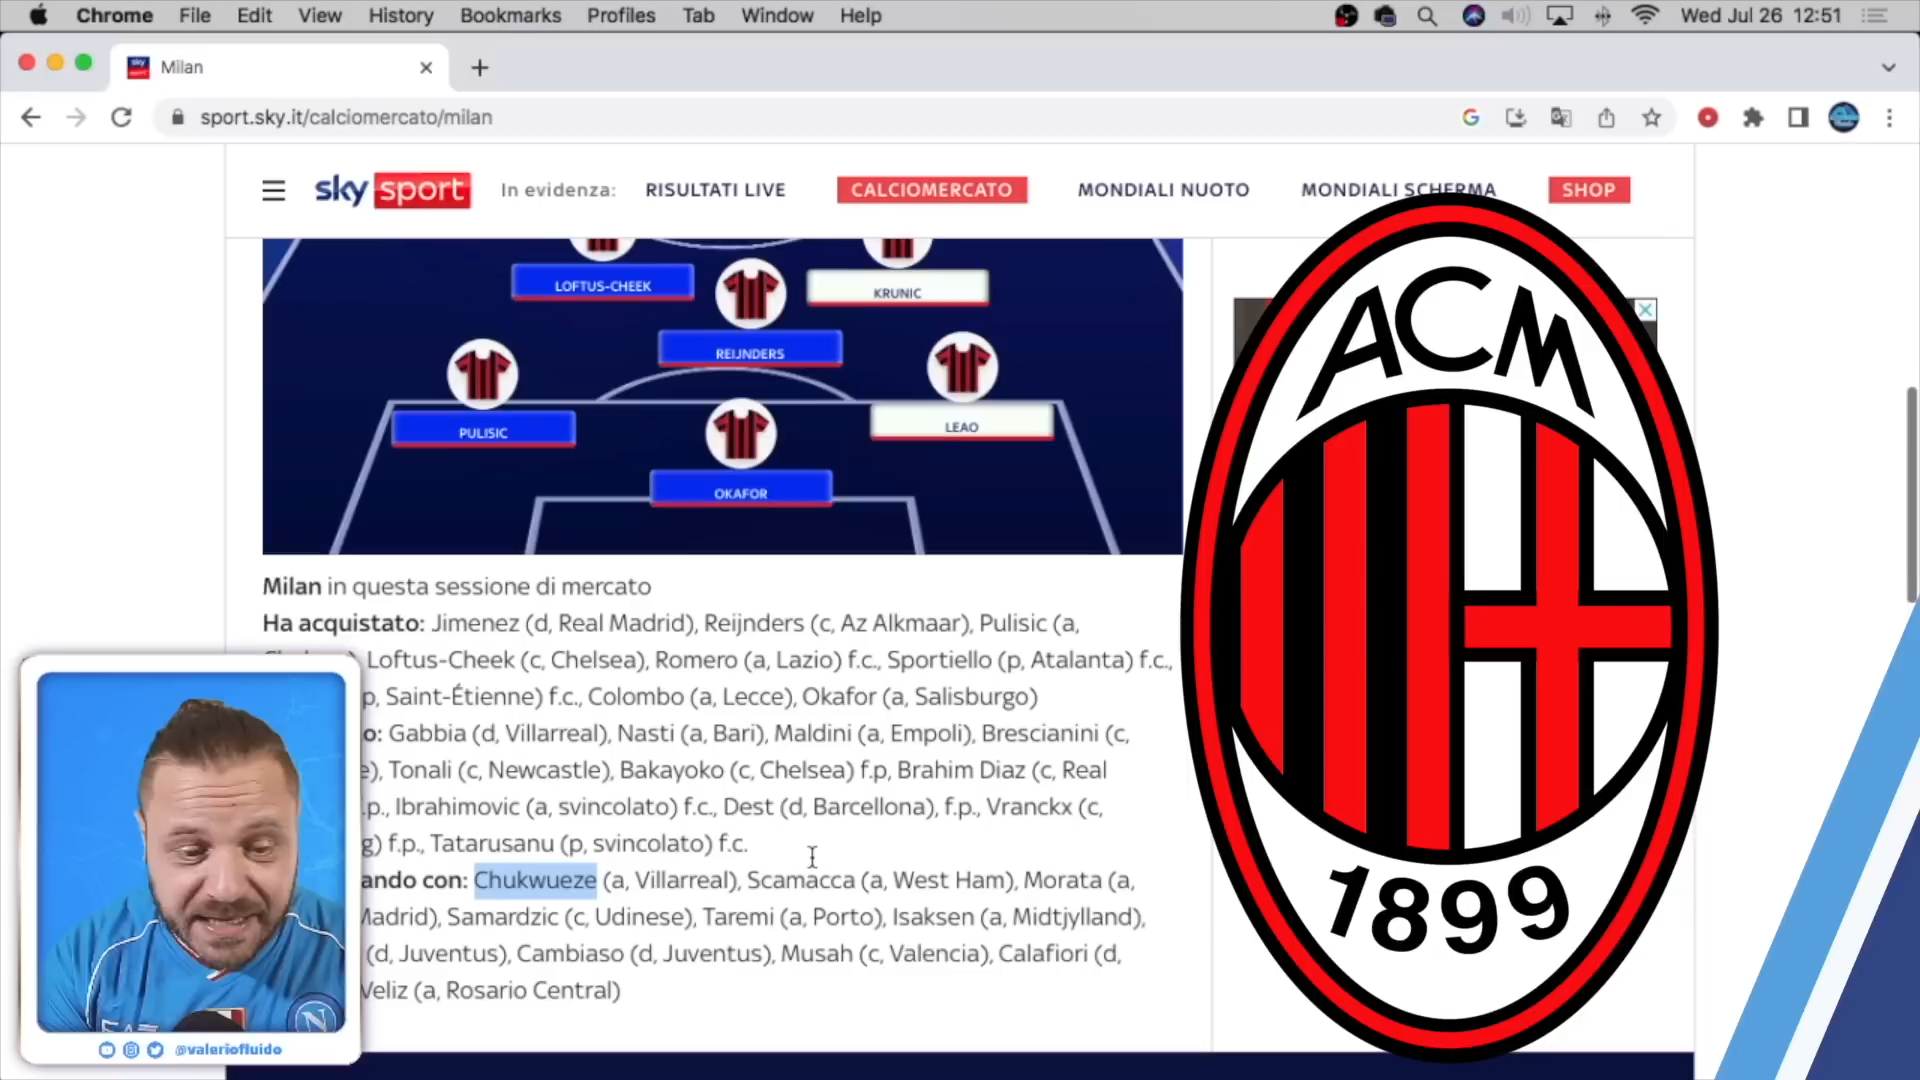 Chrome File Edit View History Bookmarks Profiles Tab Window Help Wed Jul 26 12:51
Milan
sport.sky.it/calciomercato/milan
sky sport In evidenza: RISULTATI LIVE CALCIOMERCATO MONDIALI NUOTO MONDIALI SCHERMA SHOP
LOFTUS-CHEEK
KRUNIC
REIJNDERS
PULISIC
LEAO
OKAFOR
Milan in questa sessione di mercato
Ha acquistato: Jimenez (d, Real Madrid), Reijnders (c, Az Alkmaar), Pulisic (a,
Loftus-Cheek (c, Chelsea), Romero (a, Lazio) f.c., Sportiello (p, Atalanta) f.c.,
p, Saint-Étienne) f.c., Colombo (a, Lecce), Okafor (a, Salisburgo)
o: Gabbia (d, Villarreal), Nasti (a, Bari), Maldini (a, Empoli), Brescianini (c,
e), Tonali (c, Newcastle), Bakayoko (c, Chelsea) f.p, Brahim Diaz (c, Real
.p., Ibrahimovic (a, svincolato) f.c., Dest (d, Barcellona), f.p., Vranckx (c,
g) f.p., Tatarusanu (p, svincolato) f.c.
ando con: Chukwueze (a, Villarreal), Scamacca (a, West Ham), Morata (a,
Madrid), Samardzic (c, Udinese), Taremi (a, Porto), Isaksen (a, Midtjylland),
(d, Juventus), Cambiaso (d, Juventus), Musah (c, Valencia), Calafiori (d,
Veliz (a, Rosario Central)
ACM
1899
N
@valeriofluido